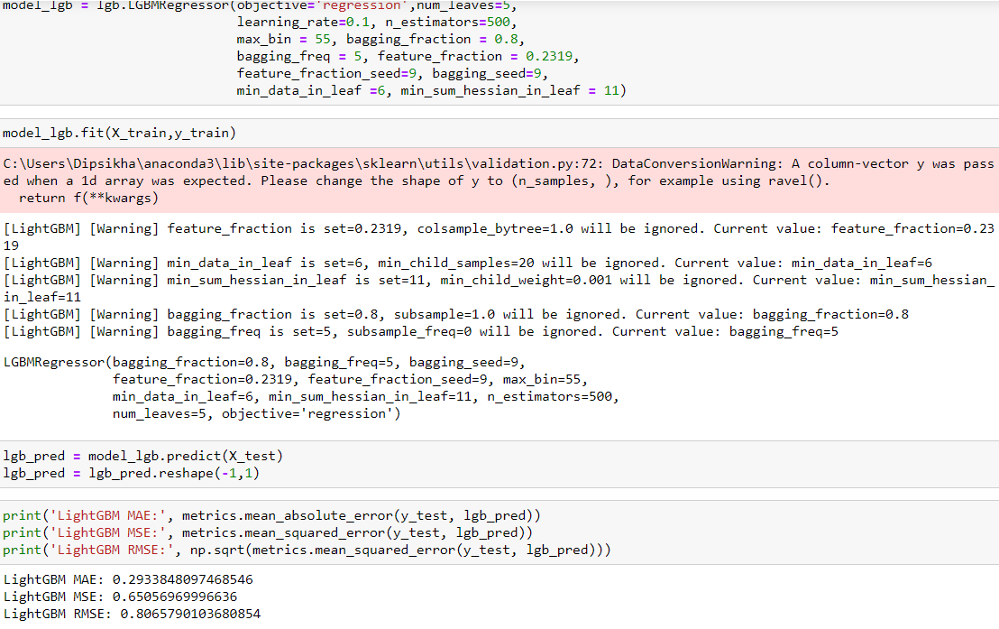 model_lgb = lgb.LGBMRegressor(objective='regression',num_leaves=5,
learning_rate=0.1, n_estimators=500,
max_bin = 55, bagging_fraction = 0.8,
bagging_freq = 5, feature_fraction = 0.2319,
feature_fraction_seed=9, bagging_seed=9,
min_data_in_leaf =6, min_sum_hessian_in_leaf = 11)
model_lgb.fit(X_train,y_train)
C:\Users\Dipsikha\anaconda3\lib\site-packages\sklearn\utils\validation.py:72: DataConversionWarning: A column-vector y was pass
ed when a 1d array was expected. Please change the shape of y to (n_samples, ), for example using ravel().
return f(**kwargs)
[LightGBM] [Warning] feature_fraction is set=0.2319, colsample_bytree=1.0 will be ignored. Current value: feature_fraction=0.23
19
[LightGBM] [Warning] min_data_in_leaf is set=6, min_child_samples=20 will be ignored. Current value: min_data_in_leaf=6
[LightGBM] [Warning] min_sum_hessian_in_leaf is set=11, min_child_weight=0.001 will be ignored. Current value: min_sum_hessian_
in_leaf=11
[LightGBM] [Warning] bagging_fraction is set=0.8, subsample=1.0 will be ignored. Current value: bagging_fraction=0.8
[LightGBM] [Warning] bagging_freq is set=5, subsample_freq=0 will be ignored. Current value: bagging_freq=5
LGBMRegressor(bagging_fraction=0.8, bagging_freq=5, bagging_seed=9,
feature_fraction=0.2319, feature_fraction_seed=9, max_bin=55,
min_data_in_leaf=6, min_sum_hessian_in_leaf=11, n_estimators=500,
num_leaves=5, objective='regression')
lgb_pred = model_lgb.predict(X_test)
lgb_pred = lgb_pred.reshape(-1,1)
print('LightGBM MAE:', metrics.mean_absolute_error(y_test, lgb_pred))
print('LightGBM MSE:', metrics.mean_squared_error(y_test, lgb_pred))
print('LightGBM RMSE:', np.sqrt(metrics.mean_squared_error(y_test, lgb_pred)))
LightGBM MAE: 0.2933848097468546
LightGBM MSE: 0.65056969996636
LightGBM RMSE: 0.8065790103680854